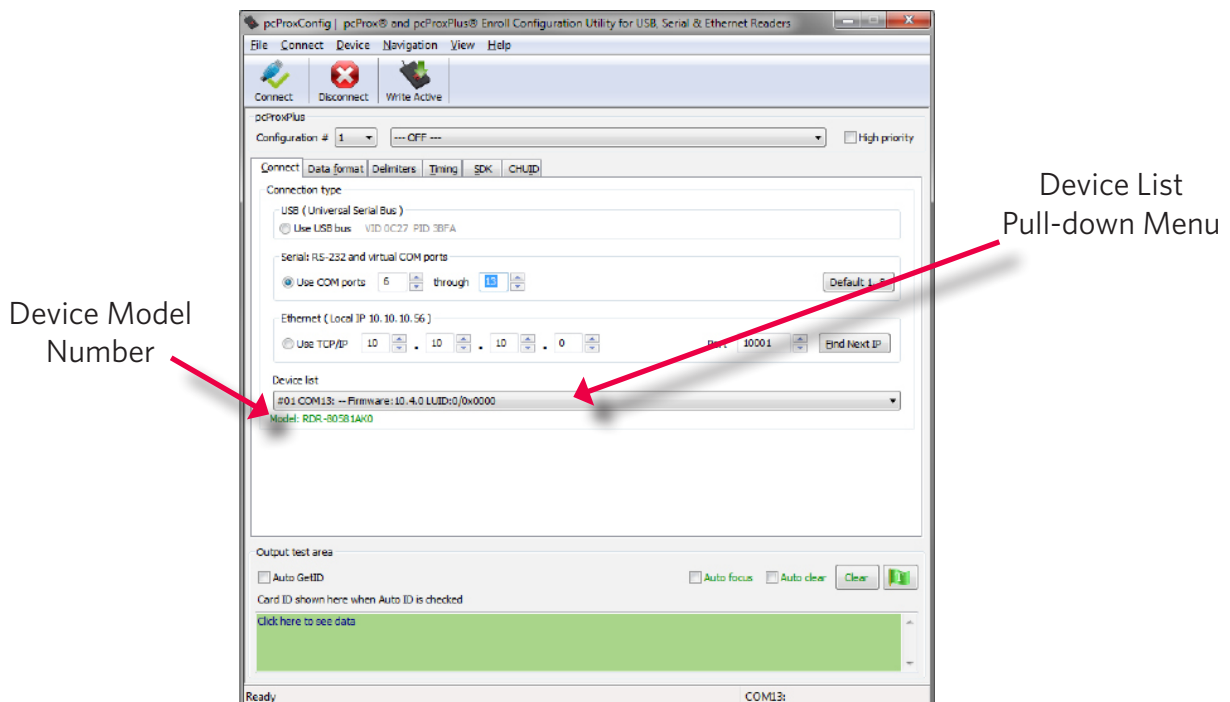 pcProxConfig | pcProx® and pcProxPlus® Enroll Configuration Utility for USB, Serial & Ethernet Readers
File Connect Device Navigation View Help
Connect Disconnect Write Active
pcProxPlus
Configuration # 1 --- OFF --- High priority
Connect Data format Delimiters Timing SDK CHUID
Connection type
USB ( Universal Serial Bus )
Use USB bus VID 0C27 PID 3BFA
Serial: RS-232 and virtual COM ports
Use COM ports 6 through 13 Default 1..
Ethernet ( Local IP 10.10.10.56 )
Use TCP/IP 10 . 10 . 10 . 0 10001 Find Next IP
Device list
#01 COM13: -- Firmware:10.4.0 LUID:0/0x0000
Model: RDR-80581AK0
Output test area
Auto GetID Auto focus Auto clear Clear
Card ID shown here when Auto ID is checked
Click here to see data
Ready COM13:
Device Model
Number
Device List
Pull-down Menu